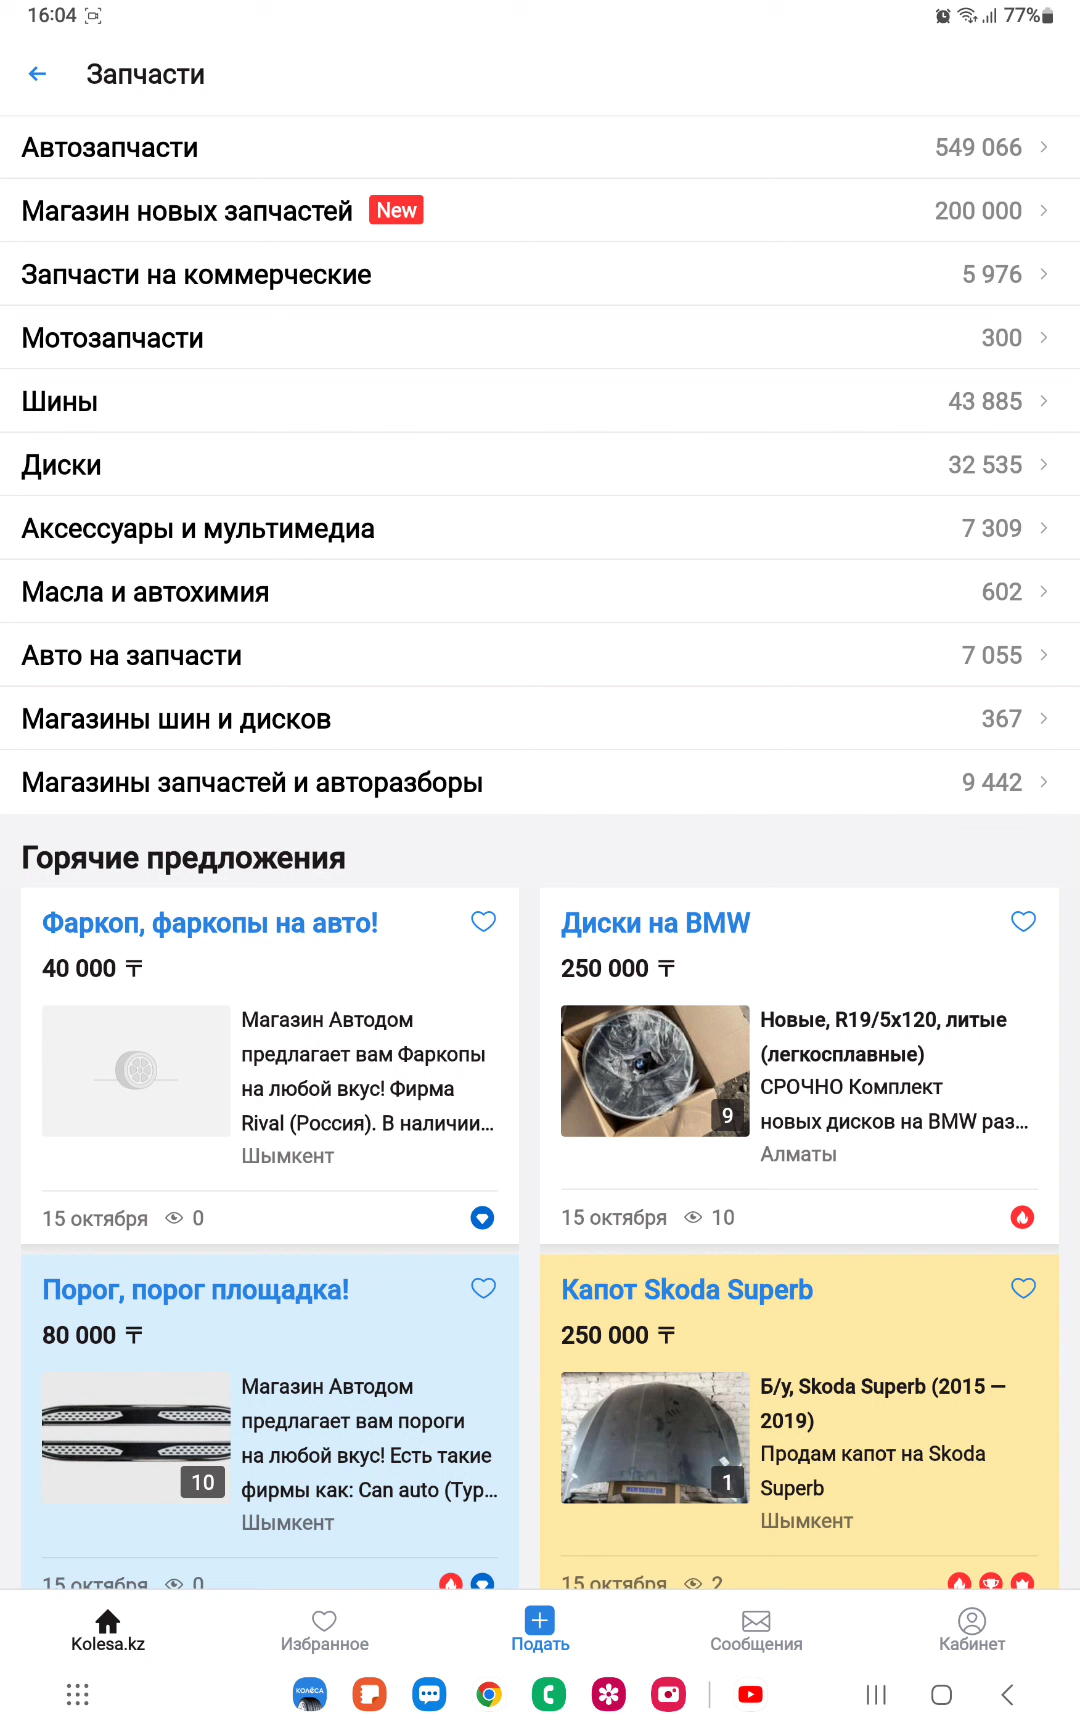 16:04
77%
Запчасти
Автозапчасти 549 066
Магазин новых запчастей New 200 000
Запчасти на коммерческие 5 976
Мотозапчасти 300
Шины 43 885
Диски 32 535
Аксессуары и мультимедиа 7 309
Масла и автохимия 602
Авто на запчасти 7 055
Магазины шин и дисков 367
Магазины запчастей и авторазборы 9 442
Горячие предложения
Фаркоп, фаркопы на авто!
40 000 ₸
Магазин Автодом
предлагает вам Фаркопы
на любой вкус! Фирма
Rival (Россия). В наличии...
Шымкент
15 октября 0
Диски на BMW
250 000 ₸
9
Новые, R19/5x120, литые
(легкосплавные)
СРОЧНО Комплект
новых дисков на BMW раз...
Алматы
15 октября 10
Порог, порог площадка!
80 000 ₸
10
Магазин Автодом
предлагает вам пороги
на любой вкус! Есть такие
фирмы как: Can auto (Тур...
Шымкент
15 октября 0
Капот Skoda Superb
250 000 ₸
1
Б/у, Skoda Superb (2015 —
2019)
Продам капот на Skoda
Superb
Шымкент
15 октября 2
Kolesa.kz
Избранное
Подать
Сообщения
Кабинет
КОЛЁСА